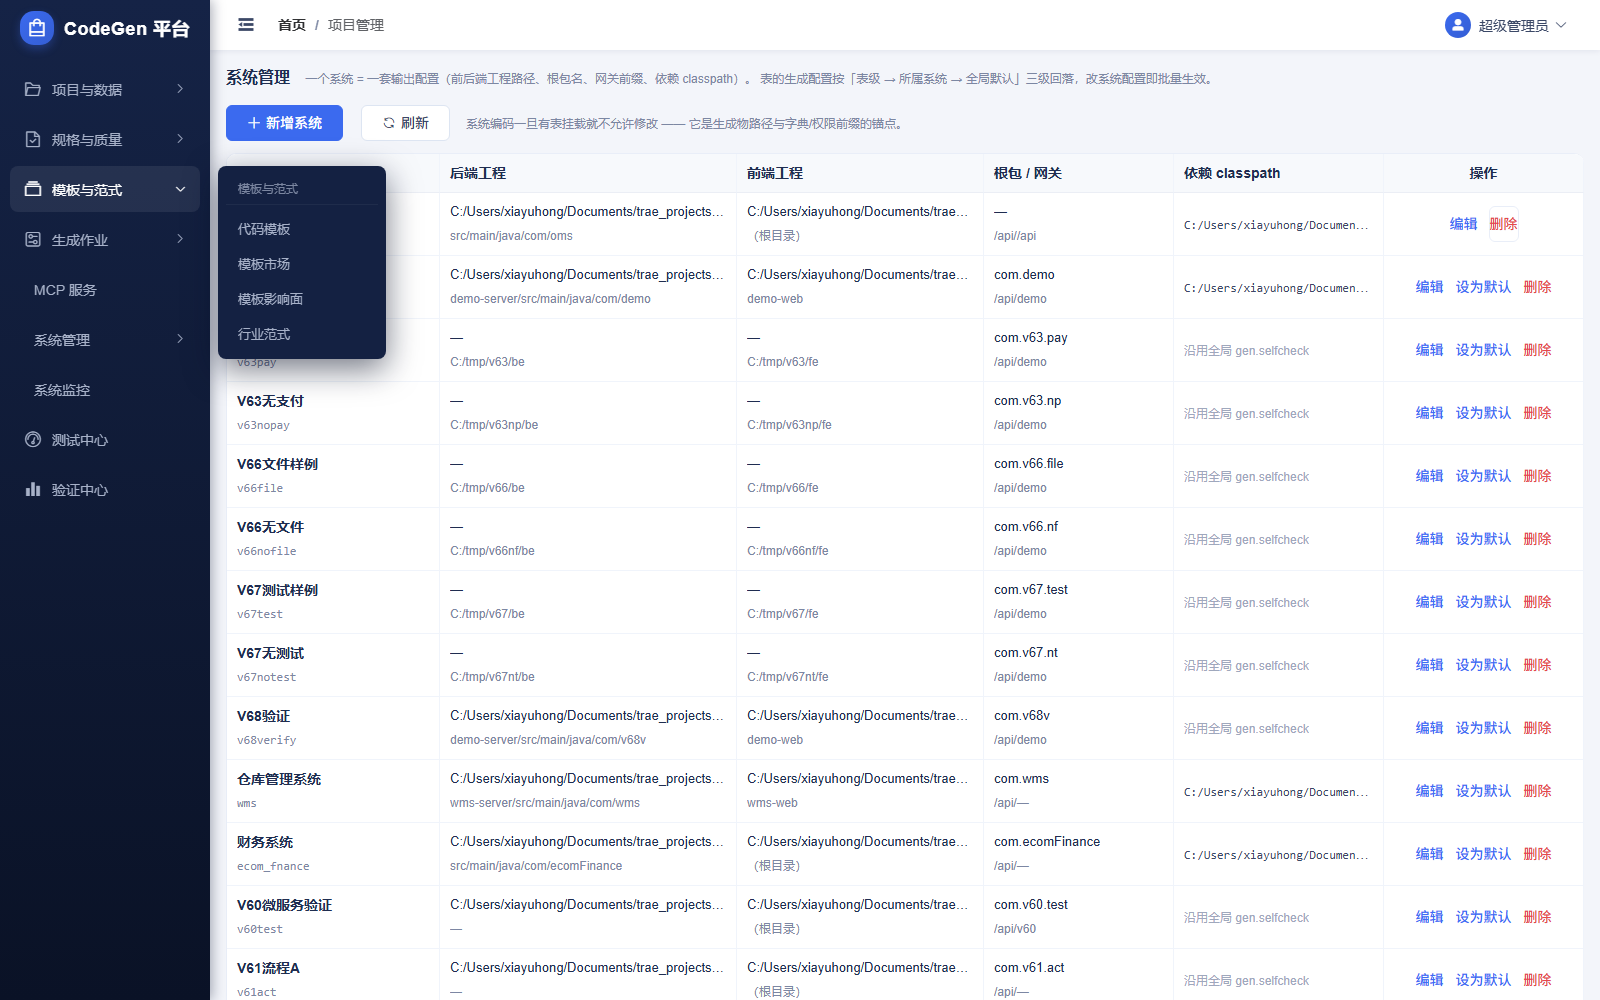 CodeGen 平台
首页 / 项目管理
超级管理员
项目与数据
规格与质量
模板与范式
生成作业
MCP 服务
系统管理
系统监控
测试中心
验证中心
模板与范式
代码模板
模板市场
模板影响面
行业范式
系统管理 一个系统 = 一套输出配置（前后端工程路径、根包名、网关前缀、依赖 classpath）。 表的生成配置按「表级 → 所属系统 → 全局默认」三级回落，改系统配置即批量生效。
新增系统 刷新 系统编码一旦有表挂载就不允许修改 —— 它是生成物路径与字典/权限前缀的锚点。
后端工程 前端工程 根包 / 网关 依赖 classpath 操作
C:/Users/xiayuhong/Documents/trae_projects... C:/Users/xiayuhong/Documents/trae... —
src/main/java/com/oms （根目录） /api//api C:/Users/xiayuhong/Documen... 编辑 删除
C:/Users/xiayuhong/Documents/trae_projects... C:/Users/xiayuhong/Documents/trae... com.demo
demo-server/src/main/java/com/demo demo-web /api/demo C:/Users/xiayuhong/Documen... 编辑 设为默认 删除
— — com.v63.pay
v63pay C:/tmp/v63/be C:/tmp/v63/fe /api/demo 沿用全局 gen.selfcheck 编辑 设为默认 删除
V63无支付 — — com.v63.np
v63nopay C:/tmp/v63np/be C:/tmp/v63np/fe /api/demo 沿用全局 gen.selfcheck 编辑 设为默认 删除
V66文件样例 — — com.v66.file
v66file C:/tmp/v66/be C:/tmp/v66/fe /api/demo 沿用全局 gen.selfcheck 编辑 设为默认 删除
V66无文件 — — com.v66.nf
v66nofile C:/tmp/v66nf/be C:/tmp/v66nf/fe /api/demo 沿用全局 gen.selfcheck 编辑 设为默认 删除
V67测试样例 — — com.v67.test
v67test C:/tmp/v67/be C:/tmp/v67/fe /api/demo 沿用全局 gen.selfcheck 编辑 设为默认 删除
V67无测试 — — com.v67.nt
v67notest C:/tmp/v67nt/be C:/tmp/v67nt/fe /api/demo 沿用全局 gen.selfcheck 编辑 设为默认 删除
V68验证 C:/Users/xiayuhong/Documents/trae_projects... C:/Users/xiayuhong/Documents/trae... com.v68v
v68verify demo-server/src/main/java/com/v68v demo-web /api/demo 沿用全局 gen.selfcheck 编辑 设为默认 删除
仓库管理系统 C:/Users/xiayuhong/Documents/trae_projects... C:/Users/xiayuhong/Documents/trae... com.wms
wms wms-server/src/main/java/com/wms wms-web /api/— C:/Users/xiayuhong/Documen... 编辑 设为默认 删除
财务系统 C:/Users/xiayuhong/Documents/trae_projects... C:/Users/xiayuhong/Documents/trae... com.ecomFinance
ecom_fnance src/main/java/com/ecomFinance （根目录） /api/— C:/Users/xiayuhong/Documen... 编辑 设为默认 删除
V60微服务验证 C:/Users/xiayuhong/Documents/trae_projects... C:/Users/xiayuhong/Documents/trae... com.v60.test
v60test — （根目录） /api/v60 沿用全局 gen.selfcheck 编辑 设为默认 删除
V61流程A C:/Users/xiayuhong/Documents/trae_projects... C:/Users/xiayuhong/Documents/trae... com.v61.act
v61act — （根目录） /api/— 沿用全局 gen.selfcheck 编辑 设为默认 删除